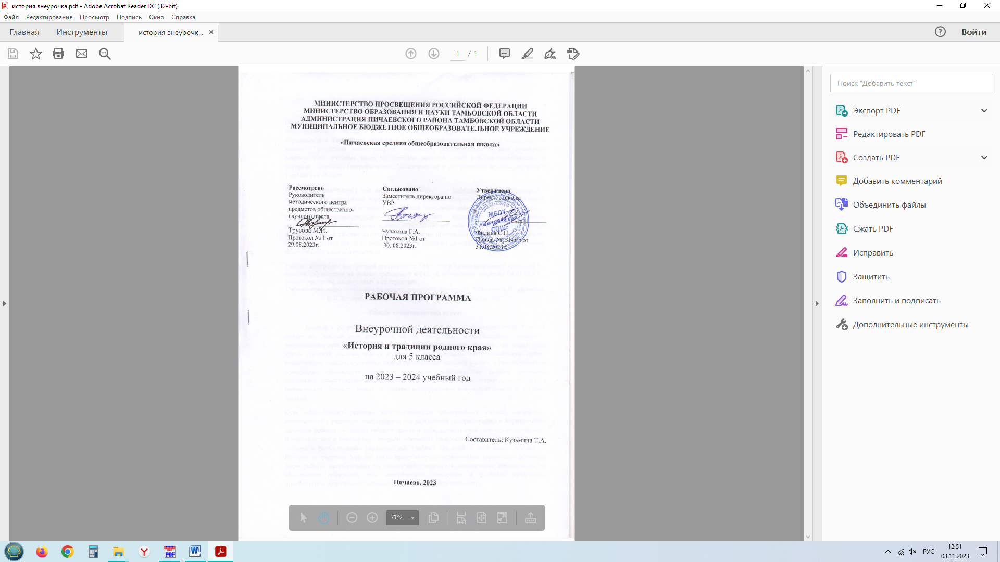 история внеурочка.pdf - Adobe Acrobat Reader DC (32-bit)
Файл Редактирование Просмотр Подпись Окно Справка
Главная Инструменты история внеурочк... Войти
1 / 1
Поиск "Добавить текст"
Экспорт PDF
Редактировать PDF
Создать PDF
Добавить комментарий
Объединить файлы
Сжать PDF
Исправить
Защитить
Заполнить и подписать
Дополнительные инструменты
МИНИСТЕРСТВО ПРОСВЕЩЕНИЯ РОССИЙСКОЙ ФЕДЕРАЦИИ
МИНИСТЕРСТВО ОБРАЗОВАНИЯ И НАУКИ ТАМБОВСКОЙ ОБЛАСТИ
АДМИНИСТРАЦИЯ ПИЧАЕВСКОГО РАЙОНА ТАМБОВСКОЙ ОБЛАСТИ
МУНИЦИПАЛЬНОЕ БЮДЖЕТНОЕ ОБЩЕОБРАЗОВАТЕЛЬНОЕ УЧРЕЖДЕНИЕ
«Пичаевская средняя общеобразовательная школа»
Рассмотрено
Руководитель
методического центра
предметов общественно-
научного цикла
Трусова М.И.
Протокол № 1 от
29.08.2023г.
Согласовано
Заместитель директора по
УВР
Чупахина Г.А.
Протокол №1 от
30. 08.2023г.
Утверждено
Директор школы
МБОУ
«Пичаевская
СОШ»
Филина С.Н.
Приказ №131-о/д от
31.08.2023г.
РАБОЧАЯ ПРОГРАММА
Внеурочной деятельности
«История и традиции родного края»
для 5 класса
на 2023 – 2024 учебный год
Составитель: Кузьмина Т.А.
Пичаево, 2023
71%
РУС
12:51
03.11.2023